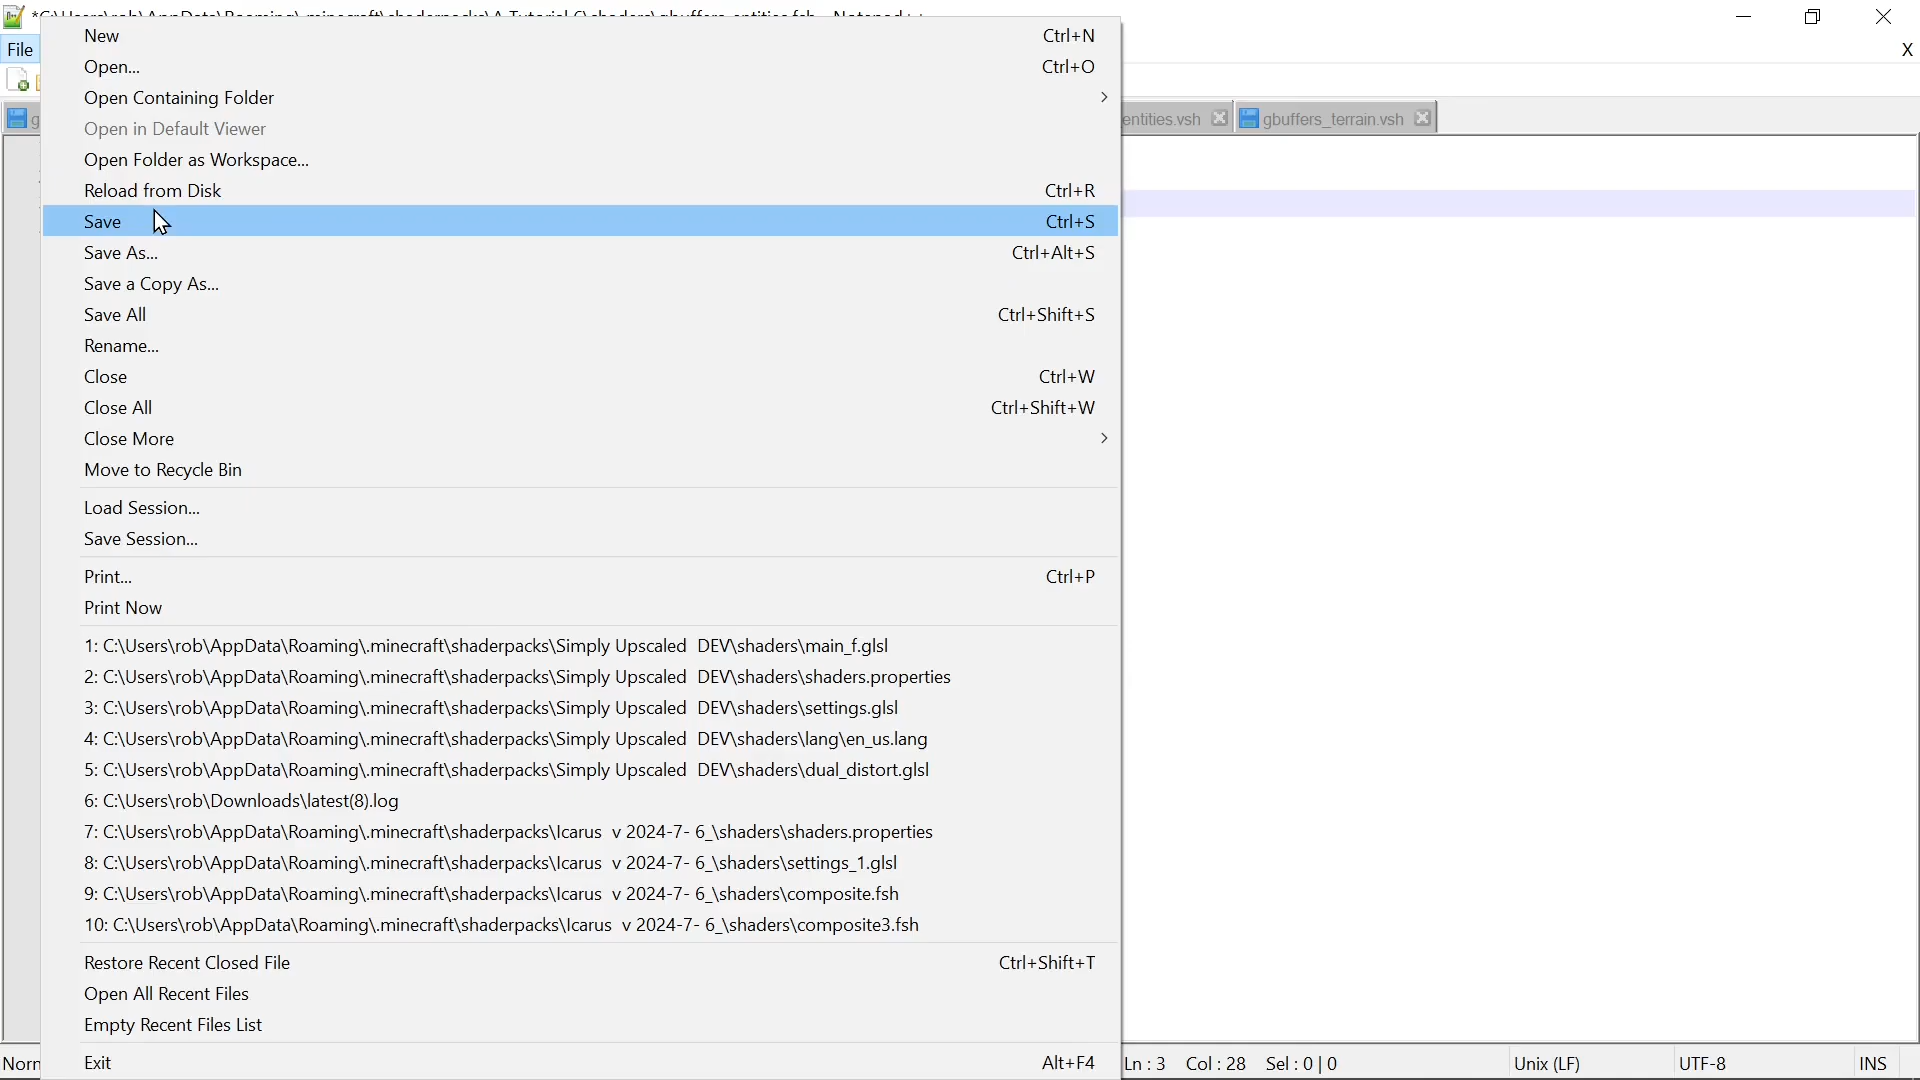 File
X
New Ctrl+N
Open... Ctrl+O
Open Containing Folder
entities.vsh gbuffers_terrain.vsh
Open in Default Viewer
Open Folder as Workspace...
Reload from Disk Ctrl+R
Save Ctrl+S
Save As... Ctrl+Alt+S
Save a Copy As...
Save All Ctrl+Shift+S
Rename...
Close Ctrl+W
Close All Ctrl+Shift+W
Close More
Move to Recycle Bin
Load Session...
Save Session...
Print... Ctrl+P
Print Now
1: C:\Users\rob\AppData\Roaming\.minecraft\shaderpacks\Simply Upscaled  DEV\shaders\main_f.glsl
2: C:\Users\rob\AppData\Roaming\.minecraft\shaderpacks\Simply Upscaled  DEV\shaders\shaders.properties
3: C:\Users\rob\AppData\Roaming\.minecraft\shaderpacks\Simply Upscaled  DEV\shaders\settings.glsl
4: C:\Users\rob\AppData\Roaming\.minecraft\shaderpacks\Simply Upscaled  DEV\shaders\lang\en_us.lang
5: C:\Users\rob\AppData\Roaming\.minecraft\shaderpacks\Simply Upscaled  DEV\shaders\dual_distort.glsl
6: C:\Users\rob\Downloads\latest(8).log
7: C:\Users\rob\AppData\Roaming\.minecraft\shaderpacks\Icarus  v 2024-7- 6_\shaders\shaders.properties
8: C:\Users\rob\AppData\Roaming\.minecraft\shaderpacks\Icarus  v 2024-7- 6_\shaders\settings_1.glsl
9: C:\Users\rob\AppData\Roaming\.minecraft\shaderpacks\Icarus  v 2024-7- 6_\shaders\composite.fsh
10: C:\Users\rob\AppData\Roaming\.minecraft\shaderpacks\Icarus  v 2024-7- 6_\shaders\composite3.fsh
Restore Recent Closed File Ctrl+Shift+T
Open All Recent Files
Empty Recent Files List
Exit Alt+F4
Norn Ln : 3 Col : 28 Sel : 0 | 0 Unix (LF) UTF-8 INS